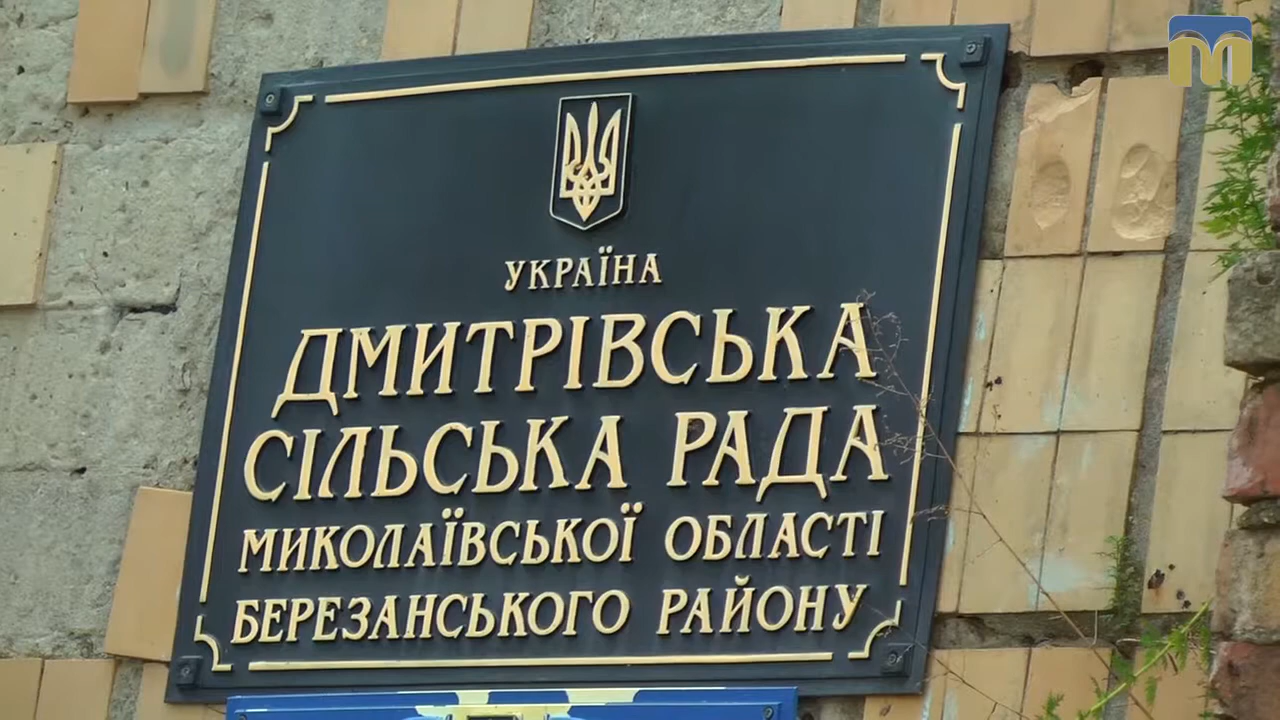 УКРАЇНА
ДМИТРІВСЬКА
СІЛЬСЬКА РАДА
МИКОЛАЇВСЬКОЇ ОБЛАСТІ
БЕРЕЗАНСЬКОГО РАЙОНУ